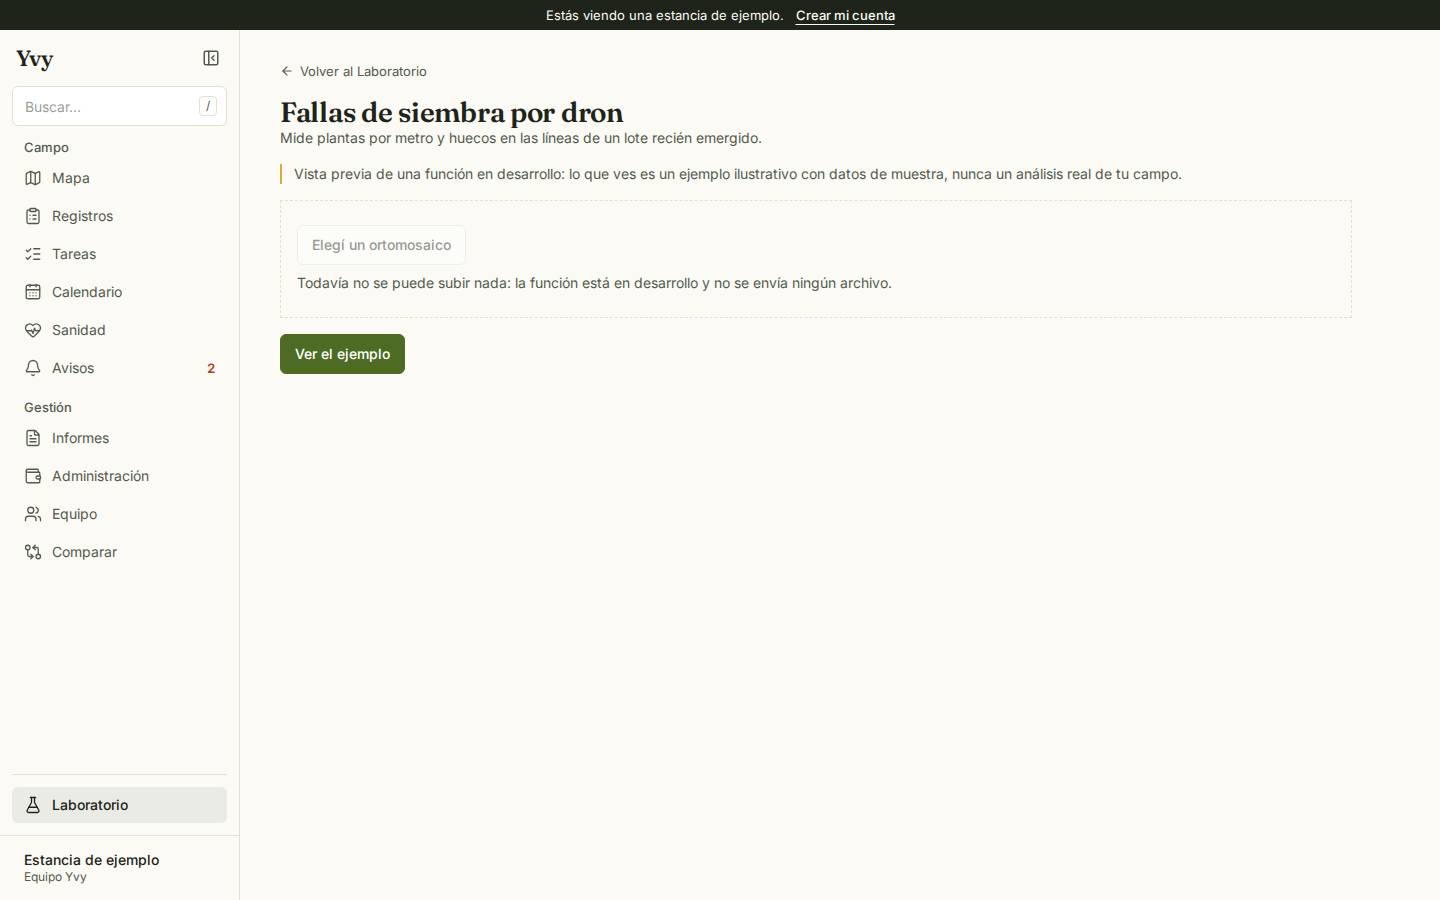 Estás viendo una estancia de ejemplo. Crear mi cuenta
Yvy
Buscar... /
Campo
Mapa
Registros
Tareas
Calendario
Sanidad
Avisos 2
Gestión
Informes
Administración
Equipo
Comparar
Laboratorio
Estancia de ejemplo
Equipo Yvy
Volver al Laboratorio
Fallas de siembra por dron
Mide plantas por metro y huecos en las líneas de un lote recién emergido.
Vista previa de una función en desarrollo: lo que ves es un ejemplo ilustrativo con datos de muestra, nunca un análisis real de tu campo.
Elegí un ortomosaico
Todavía no se puede subir nada: la función está en desarrollo y no se envía ningún archivo.
Ver el ejemplo